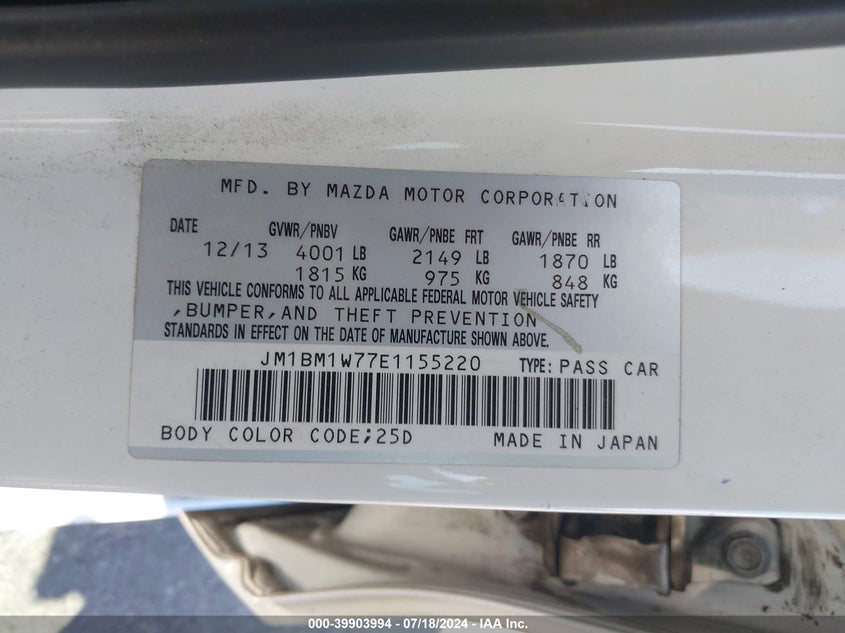 MFD. BY MAZDA MOTOR CORPORATION
DATE GVWR/PNBV GAWR/PNBE FRT GAWR/PNBE RR
12/13 4001 LB 2149 LB 1870 LB
1815 KG 975 KG 848 KG
THIS VEHICLE CONFORMS TO ALL APPLICABLE FEDERAL MOTOR VEHICLE SAFETY
,BUMPER,AND THEFT PREVENTION
STANDARDS IN EFFECT ON THE DATE OF MANUFACTURE SHOWN ABOVE.
JM1BM1W77E1155220 TYPE: PASS CAR
BODY COLOR CODE;25D MADE IN JAPAN
000-39903994 - 07/18/2024 - IAA Inc.